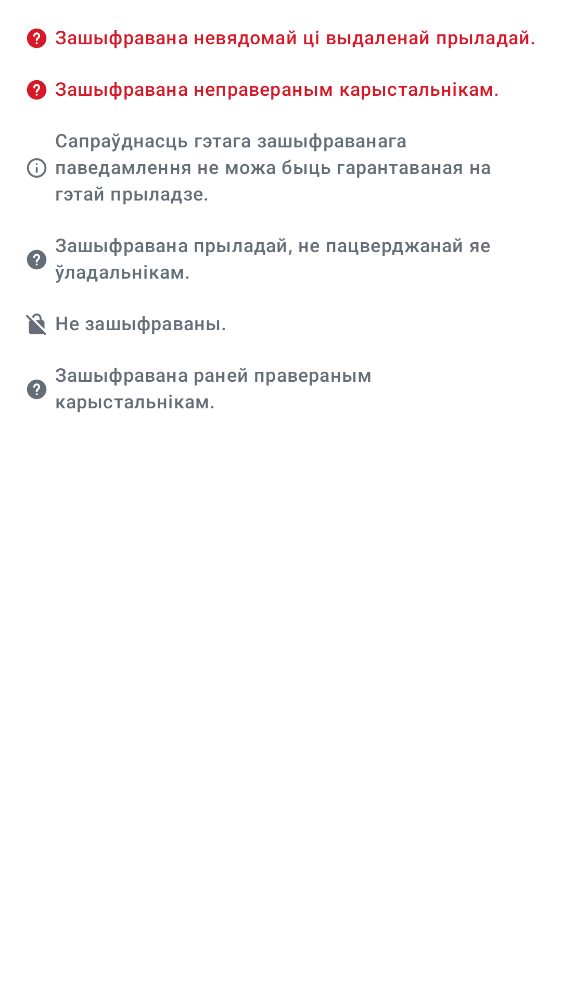 Зашыфравана невядомай ці выдаленай прыладай.
Зашыфравана неправераным карыстальнікам.
Сапраўднасць гэтага зашыфраванага
паведамлення не можа быць гарантаваная на
гэтай прыладзе.
Зашыфравана прыладай, не пацверджанай яе
ўладальнікам.
Не зашыфраваны.
Зашыфравана раней правераным
карыстальнікам.